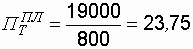 П_Т^ПЛ = 19000/800 = 23,75